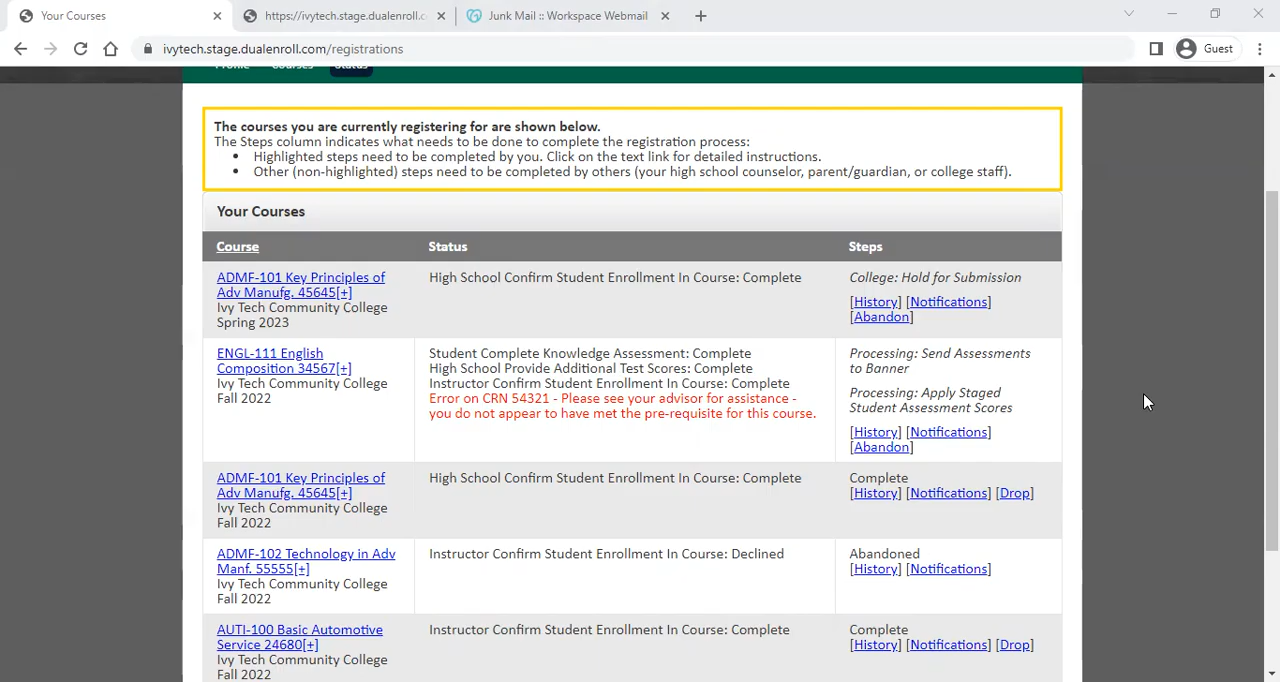 Your Courses
https://ivytech.stage.dualenroll.c
Junk Mail :: Workspace Webmail
ivytech.stage.dualenroll.com/registrations
Guest
Profile Courses Status
The courses you are currently registering for are shown below.
The Steps column indicates what needs to be done to complete the registration process:
• Highlighted steps need to be completed by you. Click on the text link for detailed instructions.
• Other (non-highlighted) steps need to be completed by others (your high school counselor, parent/guardian, or college staff).
Your Courses
Course Status Steps
ADMF-101 Key Principles of
Adv Manufg. 45645[+]
Ivy Tech Community College
Spring 2023
High School Confirm Student Enrollment In Course: Complete
College: Hold for Submission
[History] [Notifications]
[Abandon]
ENGL-111 English
Composition 34567[+]
Ivy Tech Community College
Fall 2022
Student Complete Knowledge Assessment: Complete
High School Provide Additional Test Scores: Complete
Instructor Confirm Student Enrollment In Course: Complete
Error on CRN 54321 - Please see your advisor for assistance -
you do not appear to have met the pre-requisite for this course.
Processing: Send Assessments
to Banner
Processing: Apply Staged
Student Assessment Scores
[History] [Notifications]
[Abandon]
ADMF-101 Key Principles of
Adv Manufg. 45645[+]
Ivy Tech Community College
Fall 2022
High School Confirm Student Enrollment In Course: Complete
Complete
[History] [Notifications] [Drop]
ADMF-102 Technology in Adv
Manf. 55555[+]
Ivy Tech Community College
Fall 2022
Instructor Confirm Student Enrollment In Course: Declined
Abandoned
[History] [Notifications]
AUTI-100 Basic Automotive
Service 24680[+]
Ivy Tech Community College
Fall 2022
Instructor Confirm Student Enrollment In Course: Complete
Complete
[History] [Notifications] [Drop]